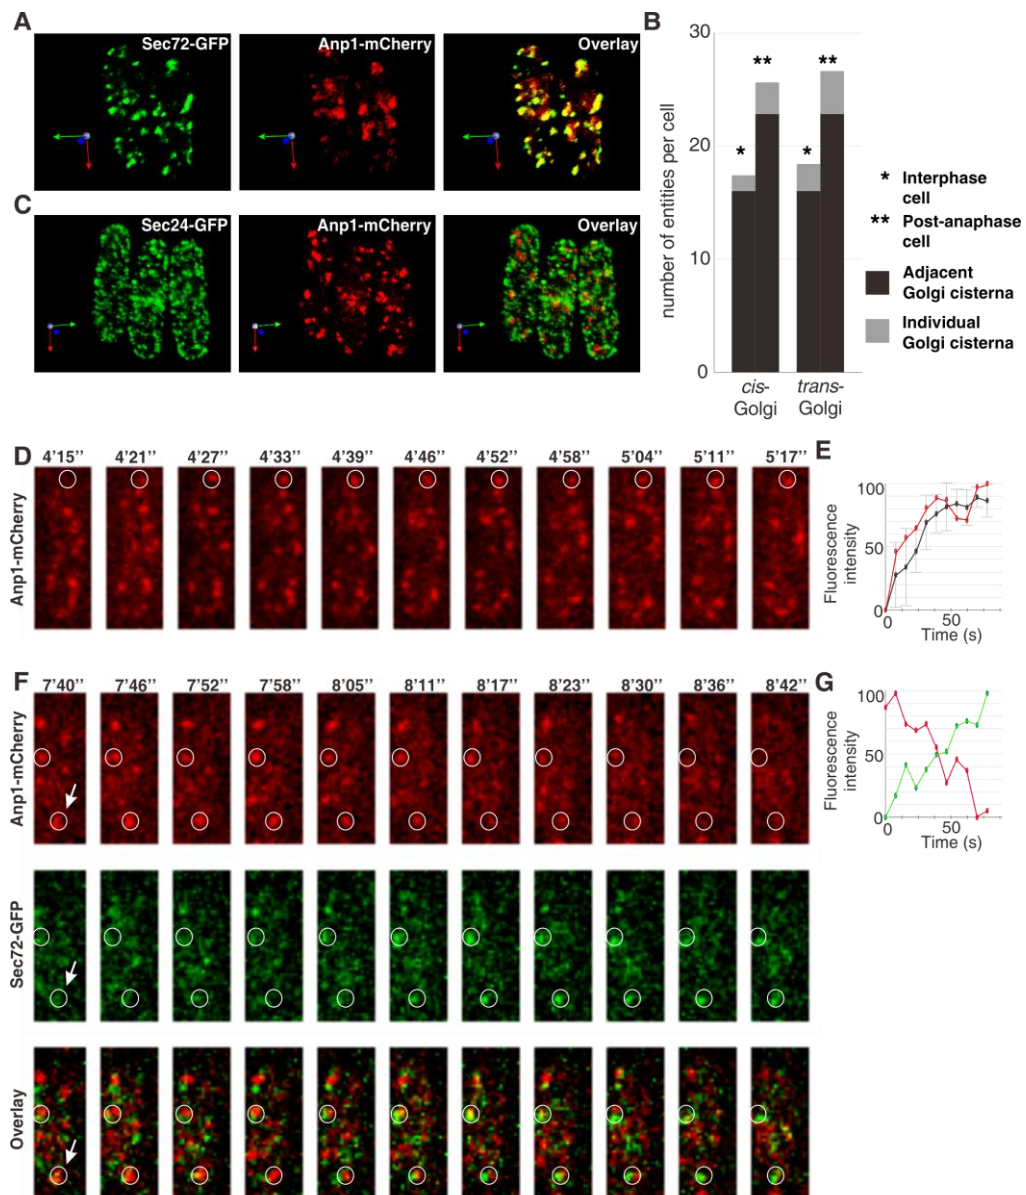 A
Sec72-GFP
Anp1-mCherry
Overlay
C
Sec24-GFP
Anp1-mCherry
Overlay
B
number of entities per cell
30
20
10
0
**
**
*
*
cis-
Golgi
trans-
Golgi
* Interphase
cell
** Post-anaphase
cell
Adjacent
Golgi cisterna
Individual
Golgi cisterna
D
4'15'' 4'21'' 4'27'' 4'33'' 4'39'' 4'46'' 4'52'' 4'58'' 5'04'' 5'11'' 5'17''
Anp1-mCherry
E
Fluorescence
intensity
100
50
0
0 50
Time (s)
F
7'40'' 7'46'' 7'52'' 7'58'' 8'05'' 8'11'' 8'17'' 8'23'' 8'30'' 8'36'' 8'42''
Anp1-mCherry
Sec72-GFP
Overlay
G
Fluorescence
intensity
100
50
0
0 50
Time (s)